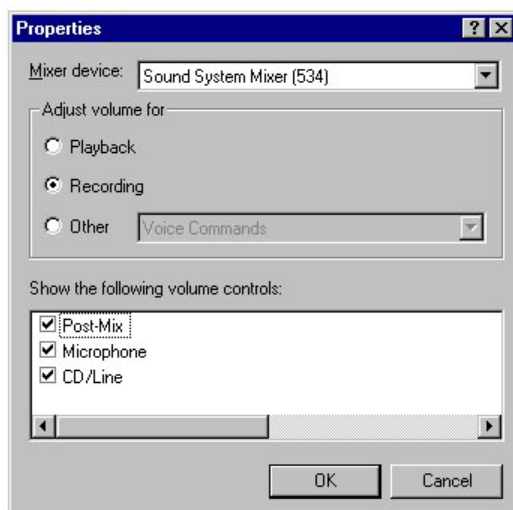 Properties
Mixer device: Sound System Mixer (534)
Adjust volume for
Playback
Recording
Other Voice Commands
Show the following volume controls:
Post-Mix
Microphone
CD/Line
OK Cancel